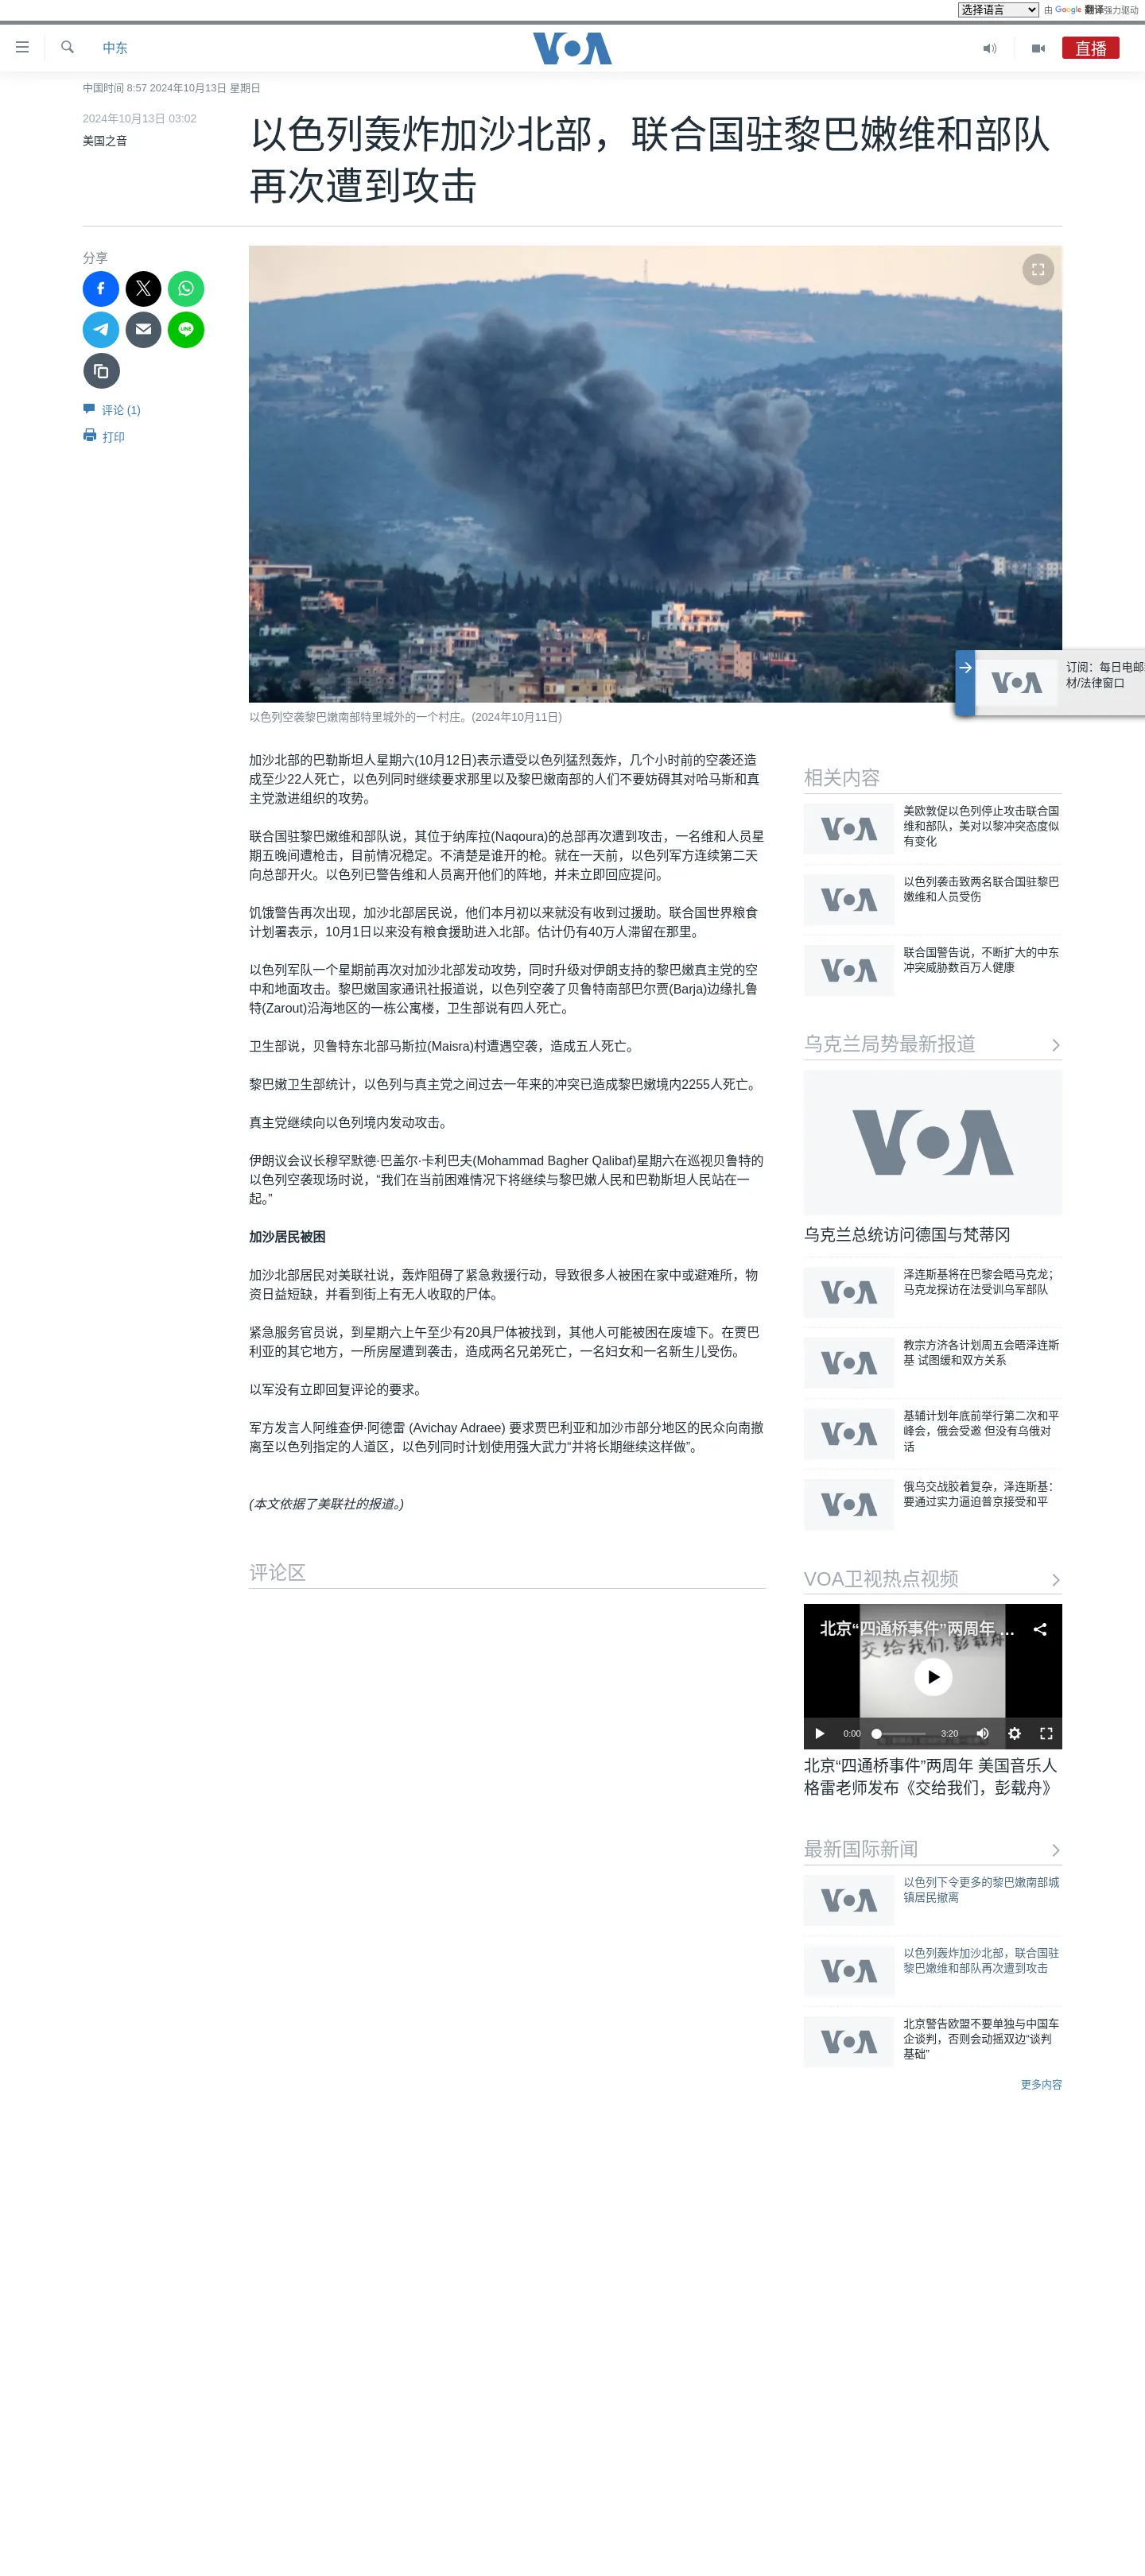 选择语言 由 Google 翻译强力驱动
中东
VOA
直播
中国时间 8:57 2024年10月13日 星期日
2024年10月13日 03:02
美国之音
以色列轰炸加沙北部，联合国驻黎巴嫩维和部队
再次遭到攻击
分享
评论 (1)
打印
以色列空袭黎巴嫩南部特里城外的一个村庄。(2024年10月11日)
VOA
订阅：每日电邮
材/法律窗口
加沙北部的巴勒斯坦人星期六(10月12日)表示遭受以色列猛烈轰炸，几个小时前的空袭还造
成至少22人死亡，以色列同时继续要求那里以及黎巴嫩南部的人们不要妨碍其对哈马斯和真
主党激进组织的攻势。
联合国驻黎巴嫩维和部队说，其位于纳库拉(Naqoura)的总部再次遭到攻击，一名维和人员星
期五晚间遭枪击，目前情况稳定。不清楚是谁开的枪。就在一天前，以色列军方连续第二天
向总部开火。以色列已警告维和人员离开他们的阵地，并未立即回应提问。
饥饿警告再次出现，加沙北部居民说，他们本月初以来就没有收到过援助。联合国世界粮食
计划署表示，10月1日以来没有粮食援助进入北部。估计仍有40万人滞留在那里。
以色列军队一个星期前再次对加沙北部发动攻势，同时升级对伊朗支持的黎巴嫩真主党的空
中和地面攻击。黎巴嫩国家通讯社报道说，以色列空袭了贝鲁特南部巴尔贾(Barja)边缘扎鲁
特(Zarout)沿海地区的一栋公寓楼，卫生部说有四人死亡。
卫生部说，贝鲁特东北部马斯拉(Maisra)村遭遇空袭，造成五人死亡。
黎巴嫩卫生部统计，以色列与真主党之间过去一年来的冲突已造成黎巴嫩境内2255人死亡。
真主党继续向以色列境内发动攻击。
伊朗议会议长穆罕默德·巴盖尔·卡利巴夫(Mohammad Bagher Qalibaf)星期六在巡视贝鲁特的
以色列空袭现场时说，“我们在当前困难情况下将继续与黎巴嫩人民和巴勒斯坦人民站在一
起。”
加沙居民被困
加沙北部居民对美联社说，轰炸阻碍了紧急救援行动，导致很多人被困在家中或避难所，物
资日益短缺，并看到街上有无人收取的尸体。
紧急服务官员说，到星期六上午至少有20具尸体被找到，其他人可能被困在废墟下。在贾巴
利亚的其它地方，一所房屋遭到袭击，造成两名兄弟死亡，一名妇女和一名新生儿受伤。
以军没有立即回复评论的要求。
军方发言人阿维查伊·阿德雷 (Avichay Adraee) 要求贾巴利亚和加沙市部分地区的民众向南撤
离至以色列指定的人道区，以色列同时计划使用强大武力“并将长期继续这样做”。
(本文依据了美联社的报道。)
评论区
相关内容
VOA
美欧敦促以色列停止攻击联合国
维和部队，美对以黎冲突态度似
有变化
VOA
以色列袭击致两名联合国驻黎巴
嫩维和人员受伤
VOA
联合国警告说，不断扩大的中东
冲突威胁数百万人健康
乌克兰局势最新报道
VOA
乌克兰总统访问德国与梵蒂冈
VOA
泽连斯基将在巴黎会晤马克龙；
马克龙探访在法受训乌军部队
VOA
教宗方济各计划周五会晤泽连斯
基 试图缓和双方关系
VOA
基辅计划年底前举行第二次和平
峰会，俄会受邀 但没有乌俄对
话
VOA
俄乌交战胶着复杂，泽连斯基：
要通过实力逼迫普京接受和平
VOA卫视热点视频
北京“四通桥事件”两周年 ...
交给我们，彭载舟
0:00 3:20
北京“四通桥事件”两周年 美国音乐人
格雷老师发布《交给我们，彭载舟》
最新国际新闻
VOA
以色列下令更多的黎巴嫩南部城
镇居民撤离
VOA
以色列轰炸加沙北部，联合国驻
黎巴嫩维和部队再次遭到攻击
VOA
北京警告欧盟不要单独与中国车
企谈判，否则会动摇双边“谈判
基础”
更多内容